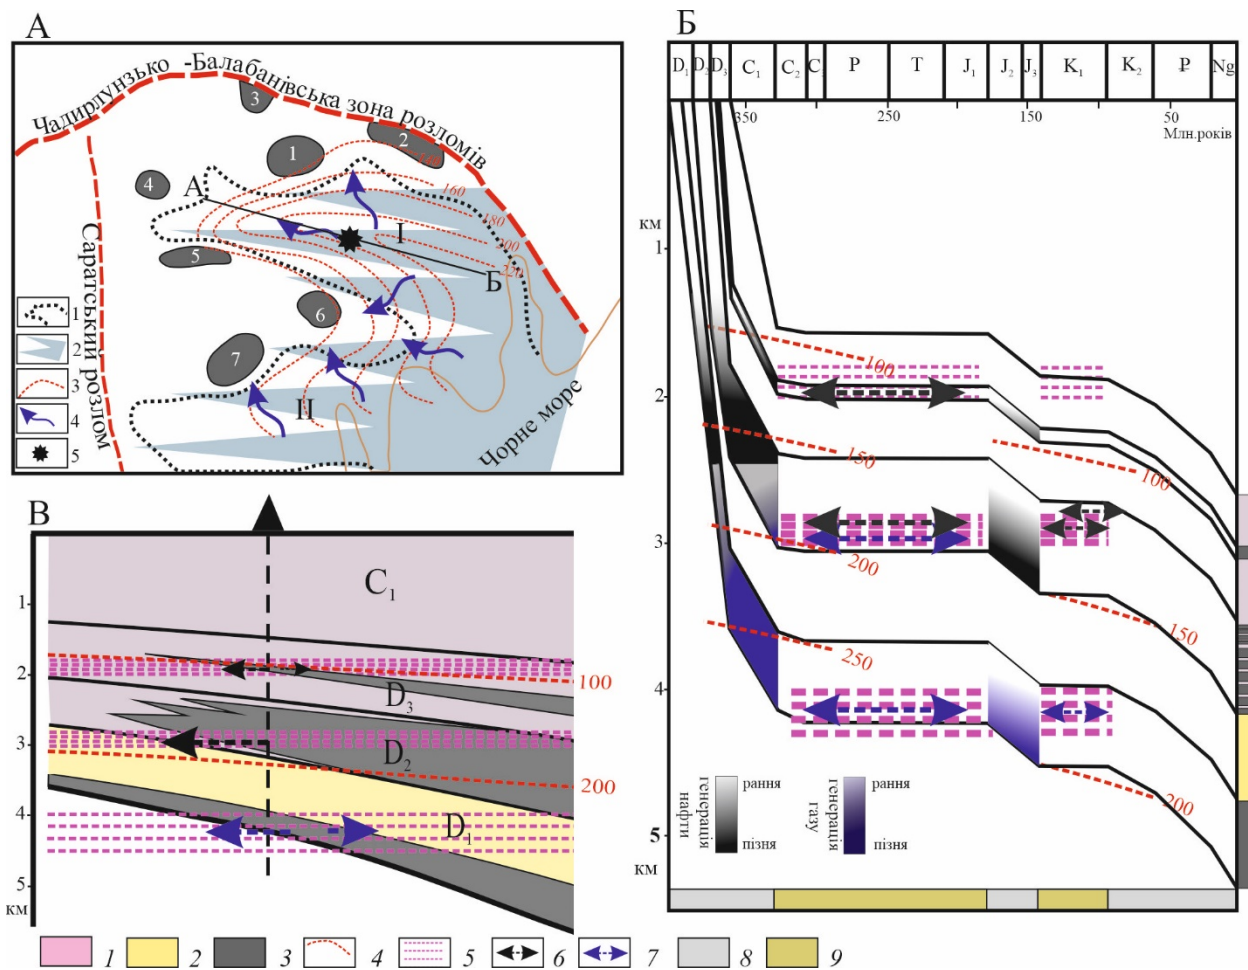 А
Чадирлунзько -Балабанівська зона розломів
Саратський розлом
3
1
2
4
5
6
7
А
Б
I
II
140
160
180
200
220
Чорне море
1
2
3
4
5
Б
D₁ D₂ D₃ C₁ C₂ C₃ P T J₁ J₂ J₃ K₁ K₂ Ꝑ Ng
350 250 150 50
Млн.років
км
1
2
3
4
5
км
100
150
200
250
100
150
200
генерація нафти
рання
пізня
генерація газу
рання
пізня
В
C₁
D₃
D₂
D₁
100
200
1
2
3
4
5
км
1 2 3 4 5 6 7 8 9